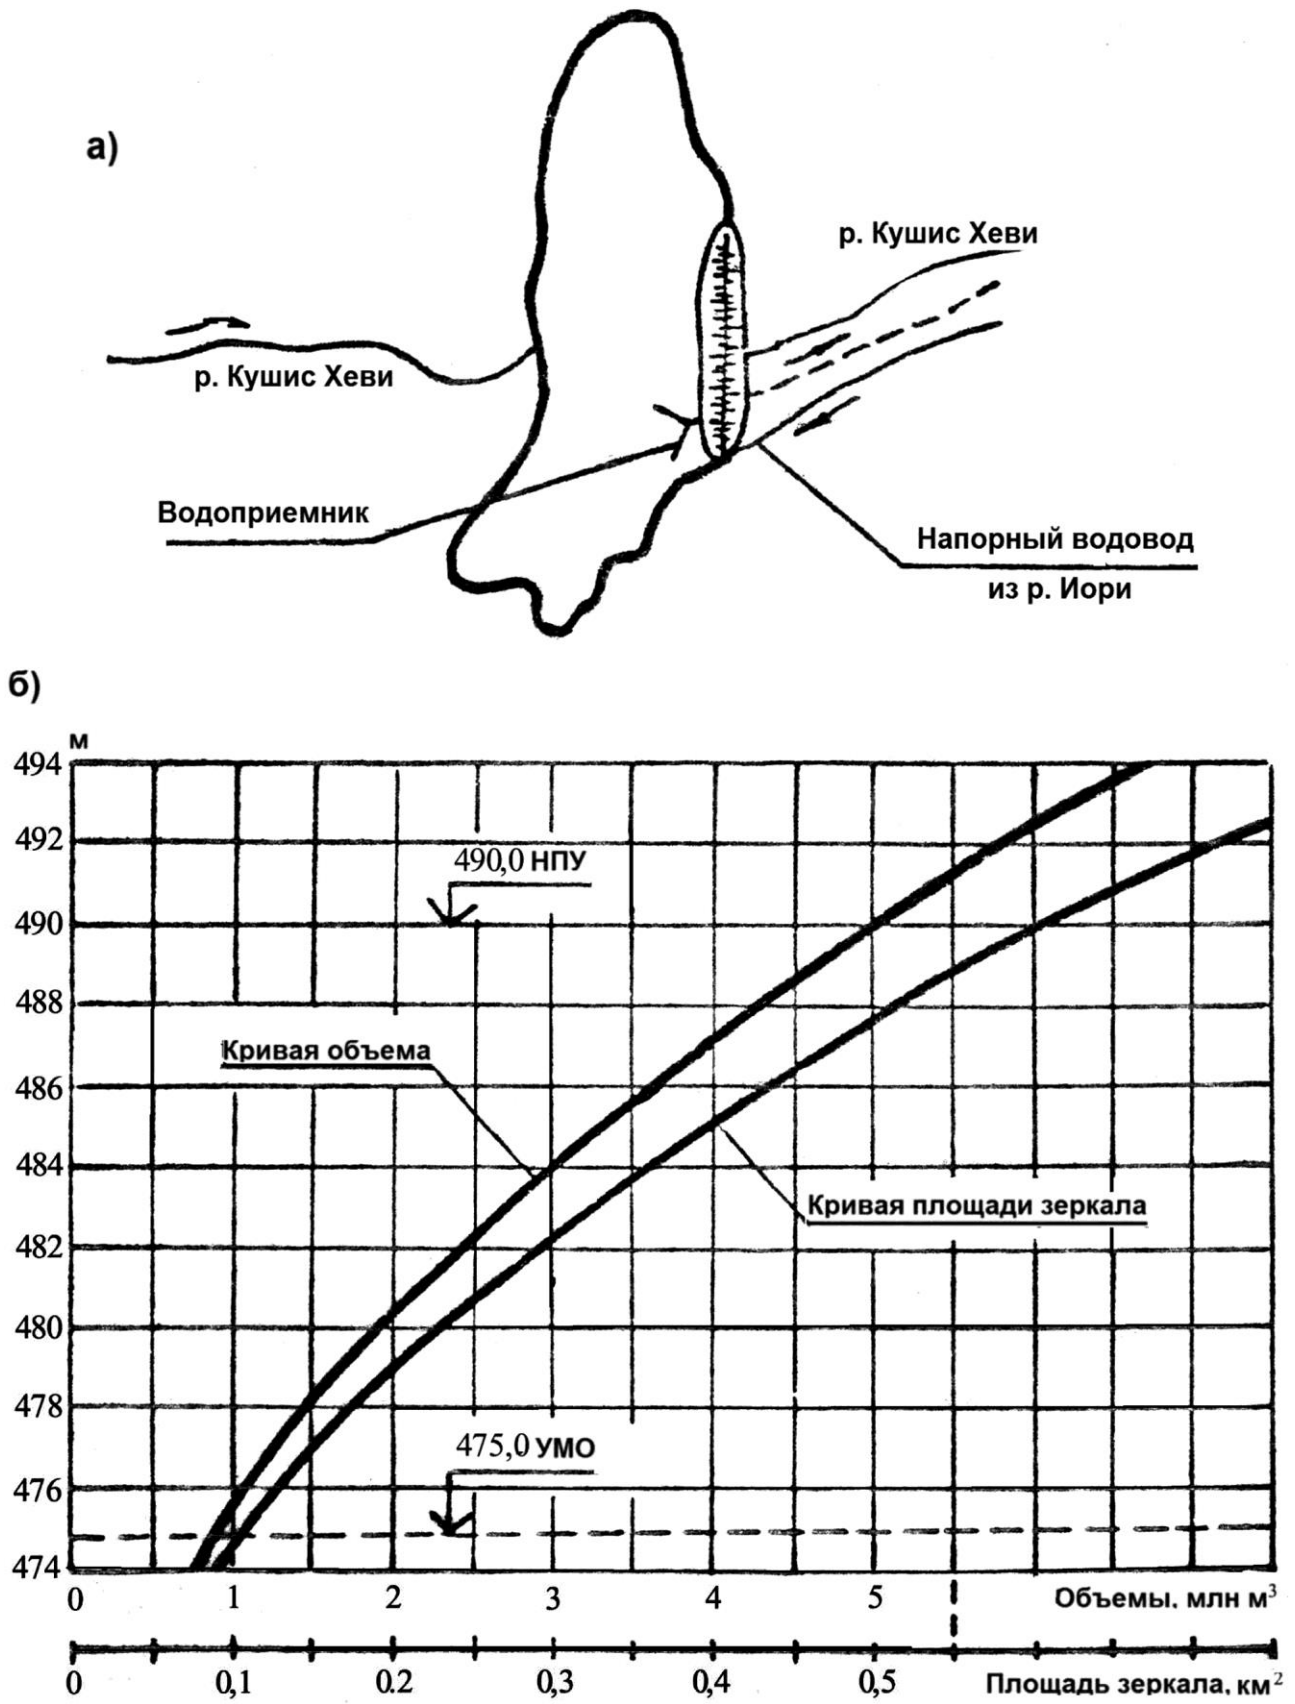 а)
р. Кушис Хеви
р. Кушис Хеви
Водоприемник
Напорный водовод
из р. Иори
б)
м
494
492
490,0 НПУ
490
488
Кривая объема
486
484
Кривая площади зеркала
482
480
478
475,0 УМО
476
474
0 1 2 3 4 5 Объемы, млн м³
0 0,1 0.2 0,3 0,4 0,5 Площадь зеркала, км²